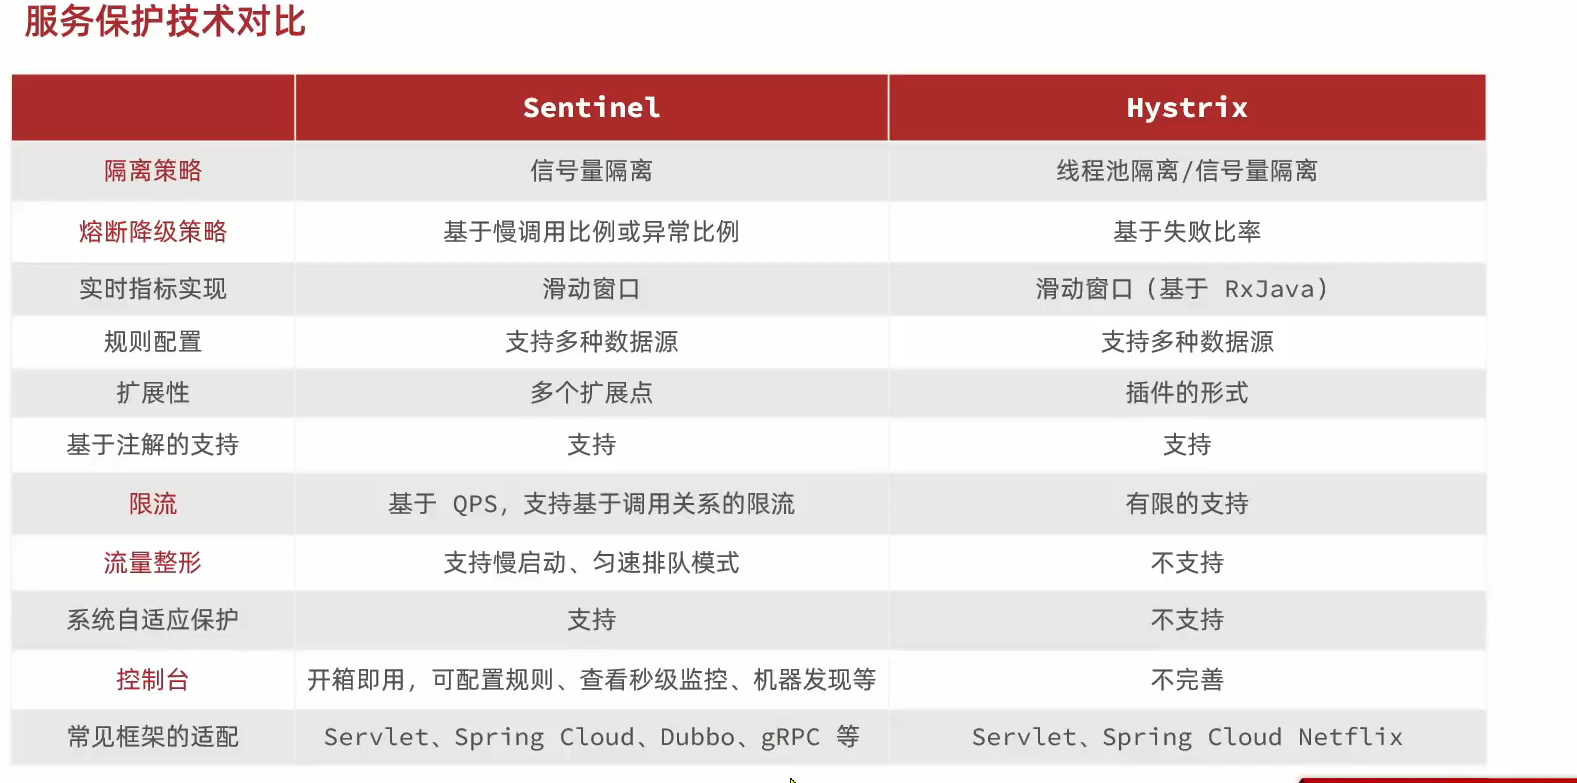 服务保护技术对比
Sentinel Hystrix
隔离策略 信号量隔离 线程池隔离/信号量隔离
熔断降级策略 基于慢调用比例或异常比例 基于失败比率
实时指标实现 滑动窗口 滑动窗口（基于 RxJava）
规则配置 支持多种数据源 支持多种数据源
扩展性 多个扩展点 插件的形式
基于注解的支持 支持 支持
限流 基于 QPS，支持基于调用关系的限流 有限的支持
流量整形 支持慢启动、匀速排队模式 不支持
系统自适应保护 支持 不支持
控制台 开箱即用，可配置规则、查看秒级监控、机器发现等 不完善
常见框架的适配 Servlet、Spring Cloud、Dubbo、gRPC 等 Servlet、Spring Cloud Netflix